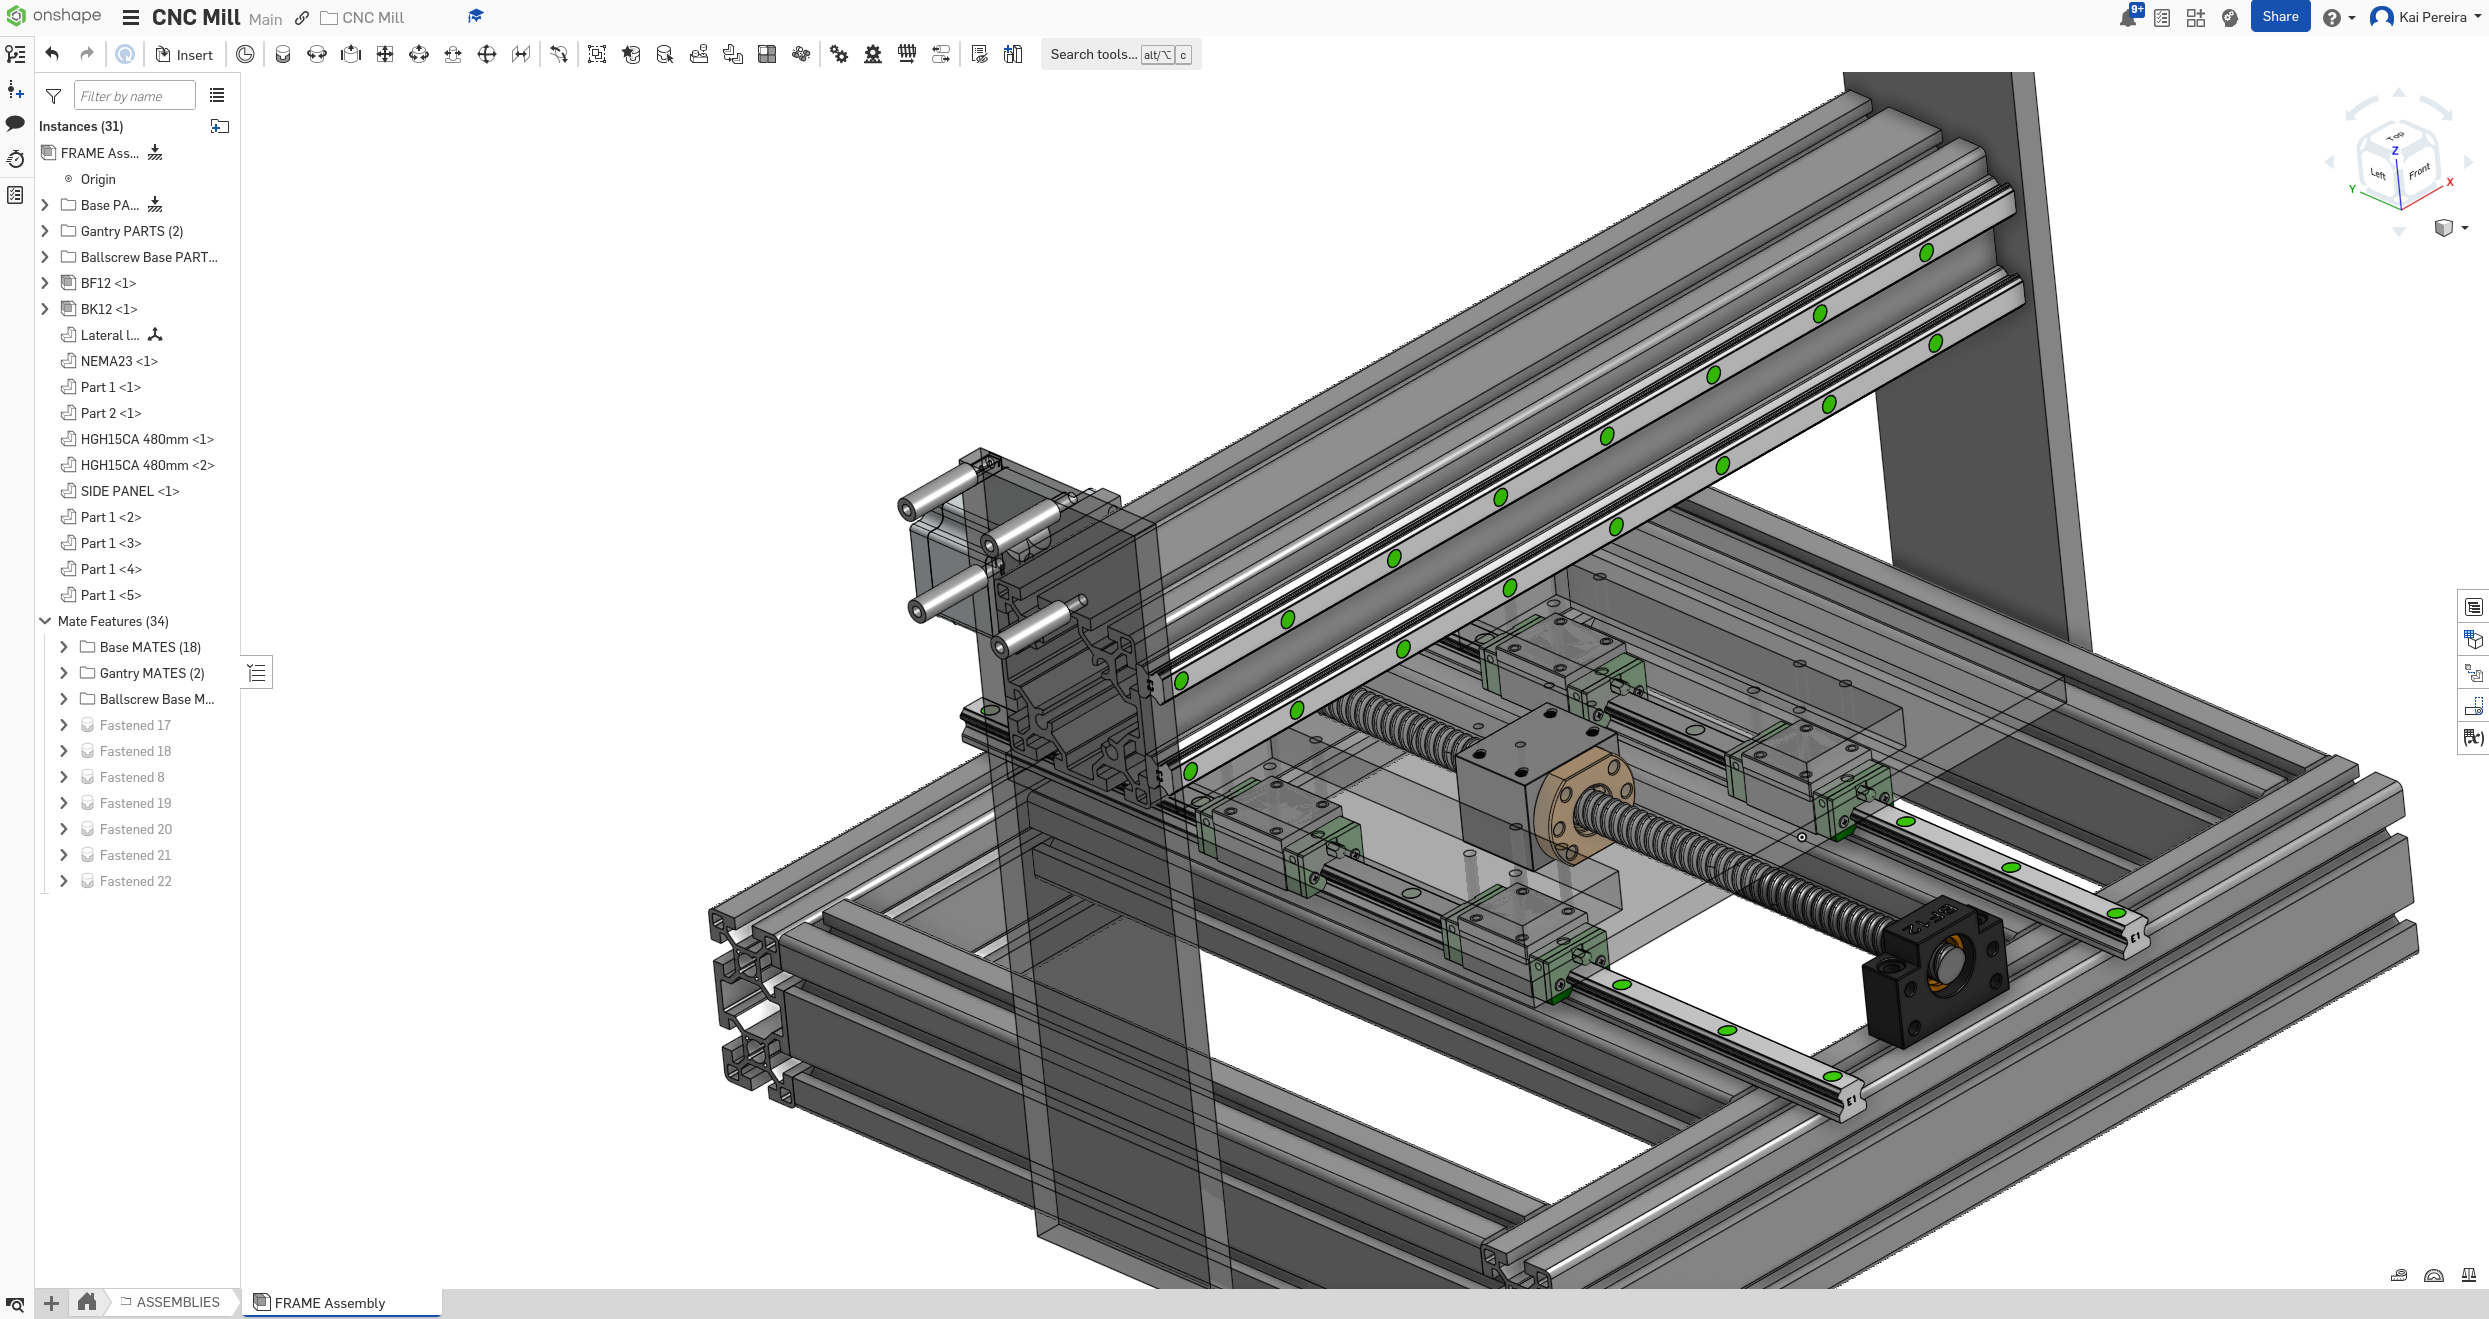 onshape
CNC Mill Main CNC Mill
9+
Share
Kai Pereira
Insert
Search tools... alt/⌥ c
Filter by name
Instances (31)
FRAME Ass...
Origin
Base PA...
Gantry PARTS (2)
Ballscrew Base PART...
BF12 <1>
BK12 <1>
Lateral l...
NEMA23 <1>
Part 1 <1>
Part 2 <1>
HGH15CA 480mm <1>
HGH15CA 480mm <2>
SIDE PANEL <1>
Part 1 <2>
Part 1 <3>
Part 1 <4>
Part 1 <5>
Mate Features (34)
Base MATES (18)
Gantry MATES (2)
Ballscrew Base M...
Fastened 17
Fastened 18
Fastened 8
Fastened 19
Fastened 20
Fastened 21
Fastened 22
Top
Z
Left Front
Y X
BF12
E1
E1
(x)
ASSEMBLIES
FRAME Assembly